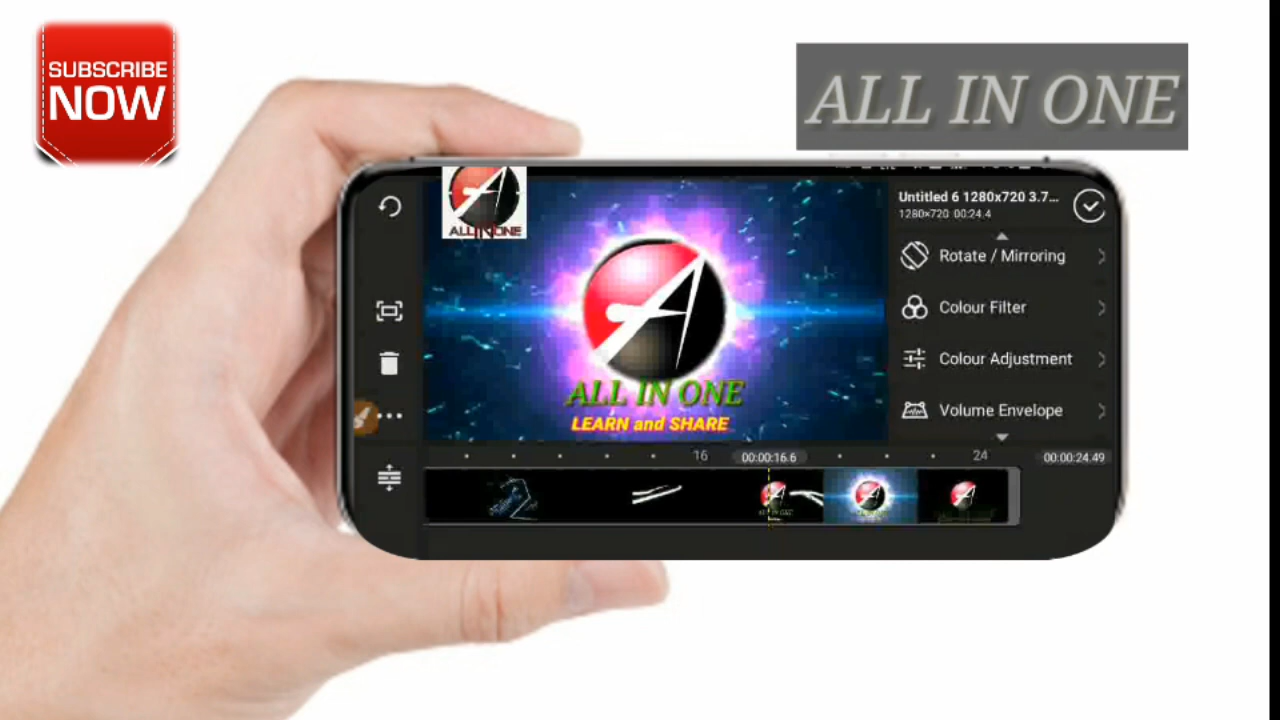 SUBSCRIBE
NOW
ALL IN ONE
ALL IN ONE
Untitled 6 1280x720 3.7...
1280×720 00:24.4
Rotate / Mirroring
Colour Filter
Colour Adjustment
Volume Envelope
ALL IN ONE
LEARN and SHARE
16
00:00:16.6
24
00:00:24.49